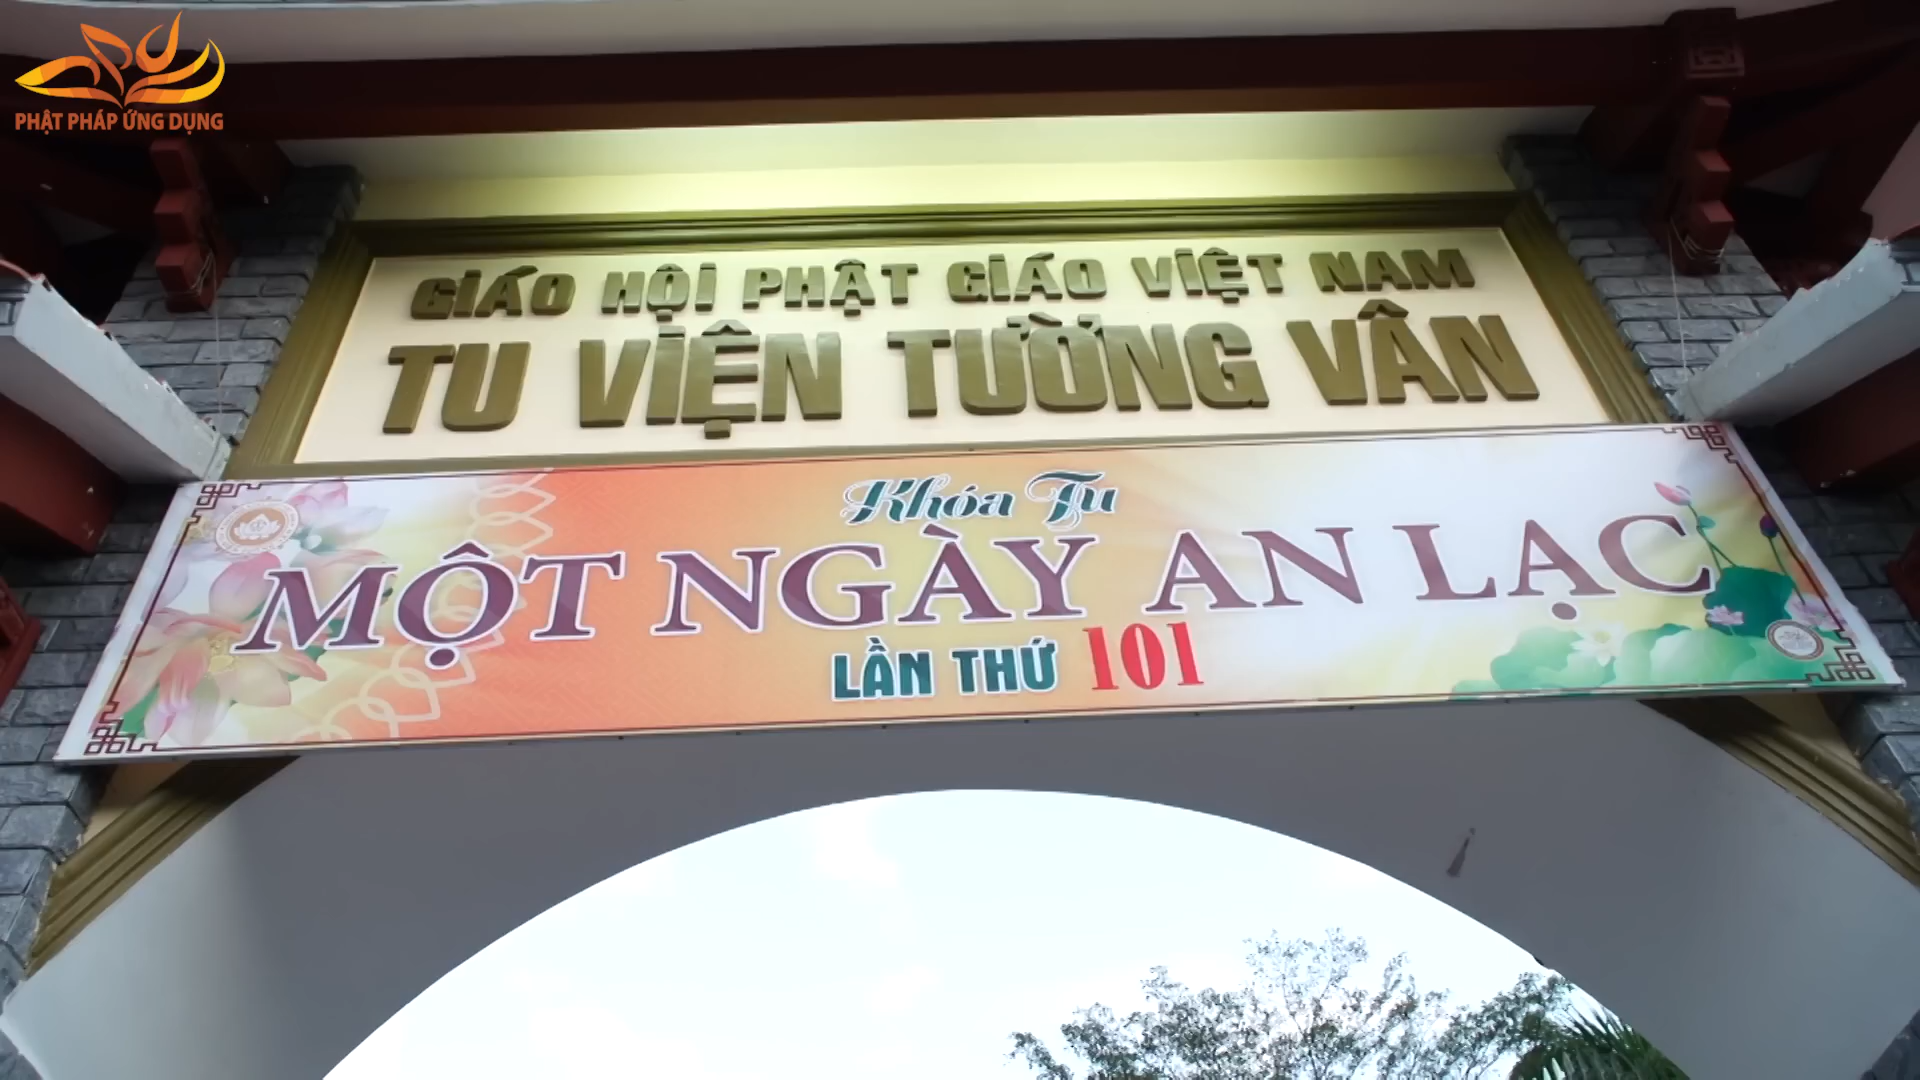 PHẬT PHÁP ỨNG DỤNG
GIÁO HỘI PHẬT GIÁO VIỆT NAM
TU VIỆN TƯỜNG VÂN
Khóa Tu
MỘT NGÀY AN LẠC
LẦN THỨ 101